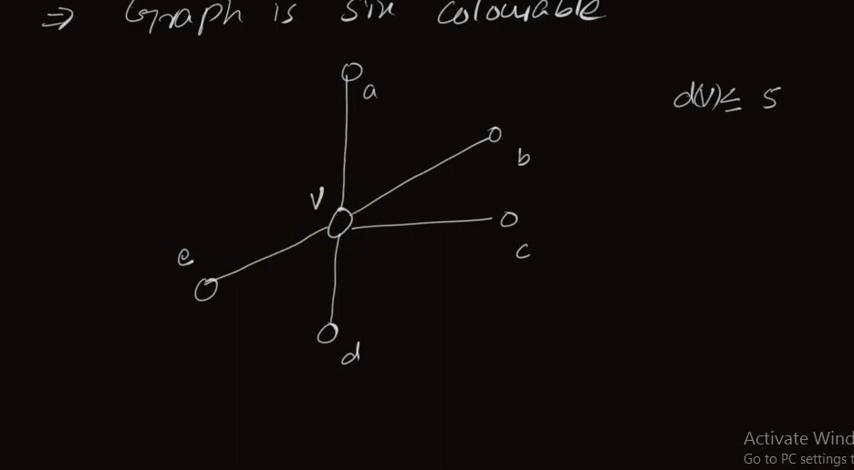 ⇒ Graph is six colourable
a
d(v) ≤ 5
b
v
c
e
d
Activate Wind
Go to PC settings t